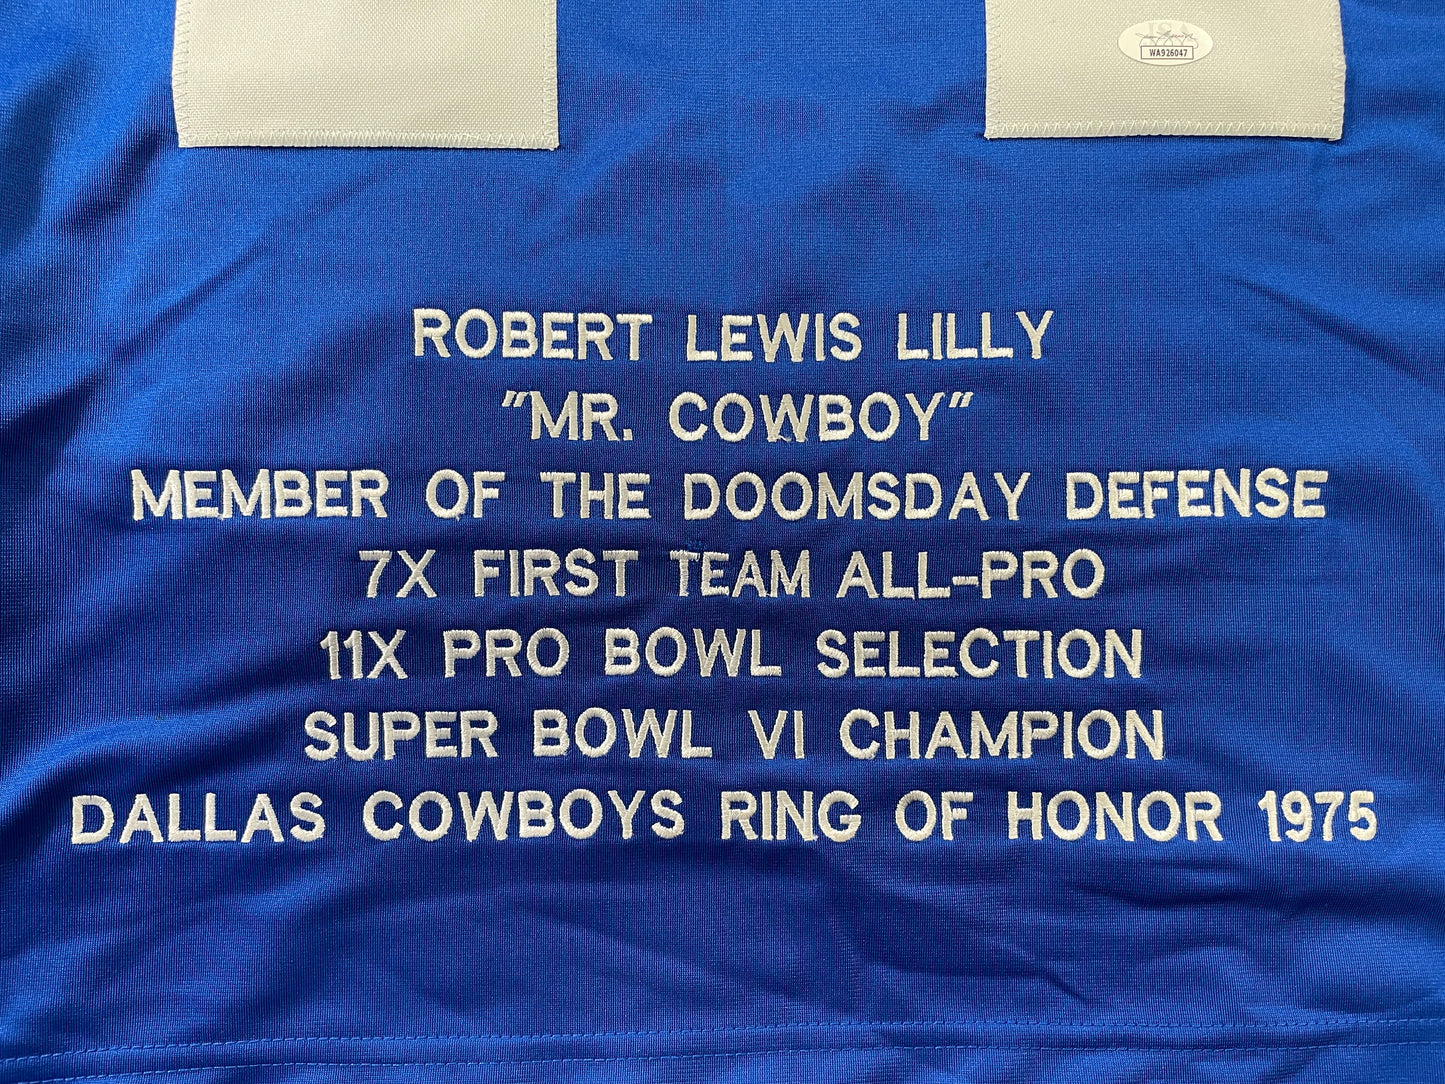 JSA
WA926047
ROBERT LEWIS LILLY
"MR. COWBOY"
MEMBER OF THE DOOMSDAY DEFENSE
7X FIRST TEAM ALL-PRO
11X PRO BOWL SELECTION
SUPER BOWL VI CHAMPION
DALLAS COWBOYS RING OF HONOR 1975